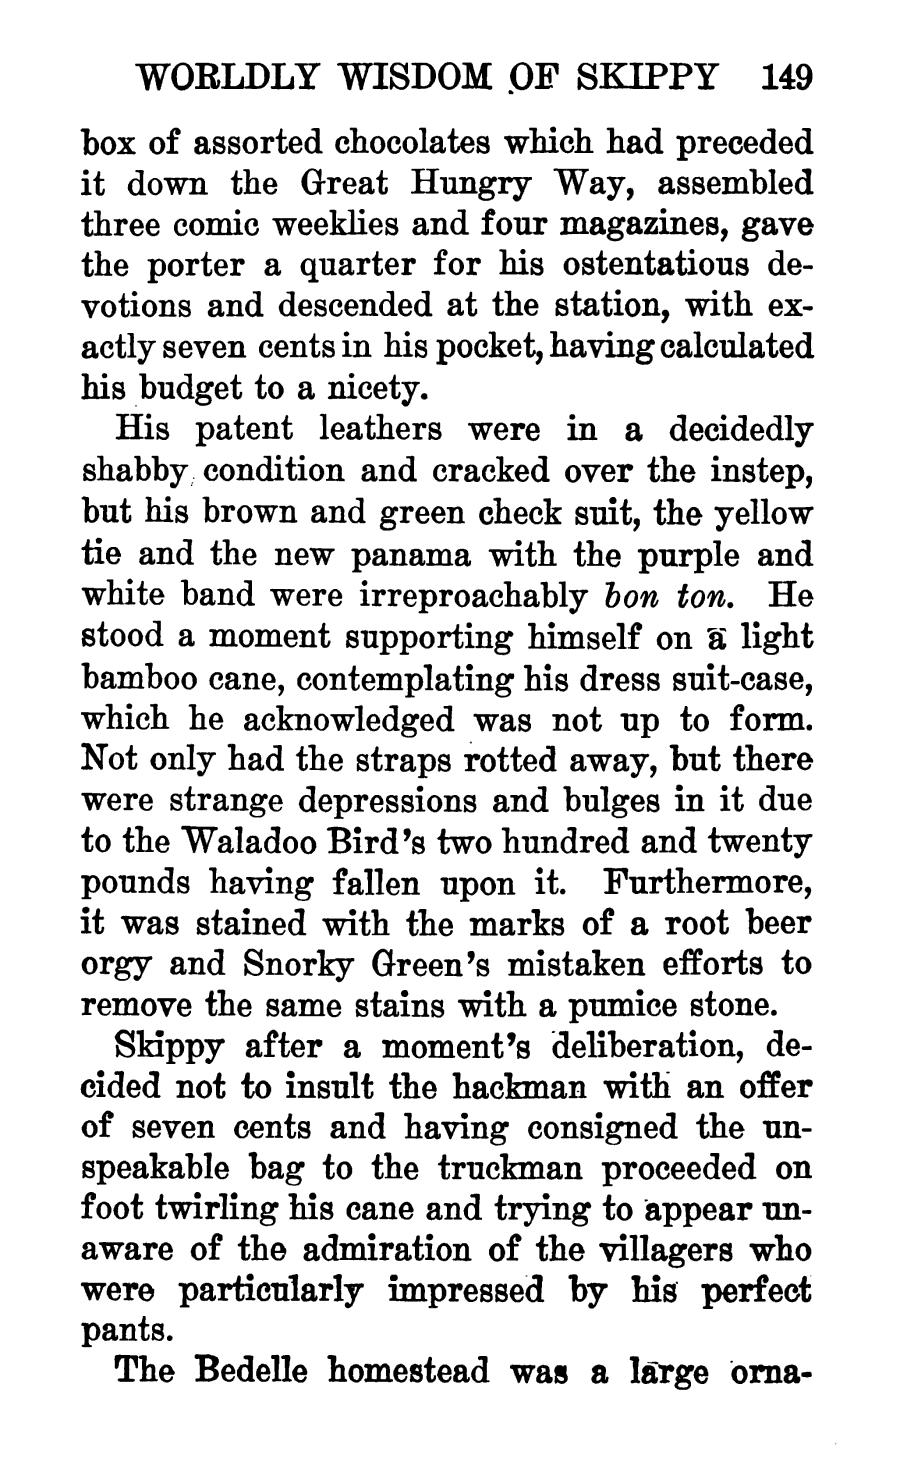 WORLDLY WISDOM OF SKIPPY 149
box of assorted chocolates which had preceded
it down the Great Hungry Way, assembled
three comic weeklies and four magazines, gave
the porter a quarter for his ostentatious de-
votions and descended at the station, with ex-
actly seven cents in his pocket, having calculated
his budget to a nicety.
His patent leathers were in a decidedly
shabby condition and cracked over the instep,
but his brown and green check suit, the yellow
tie and the new panama with the purple and
white band were irreproachably bon ton. He
stood a moment supporting himself on a light
bamboo cane, contemplating his dress suit-case,
which he acknowledged was not up to form.
Not only had the straps rotted away, but there
were strange depressions and bulges in it due
to the Waladoo Bird's two hundred and twenty
pounds having fallen upon it. Furthermore,
it was stained with the marks of a root beer
orgy and Snorky Green's mistaken efforts to
remove the same stains with a pumice stone.
Skippy after a moment's deliberation, de-
cided not to insult the hackman with an offer
of seven cents and having consigned the un-
speakable bag to the truckman proceeded on
foot twirling his cane and trying to appear un-
aware of the admiration of the villagers who
were particularly impressed by his perfect
pants.
The Bedelle homestead was a large orna-